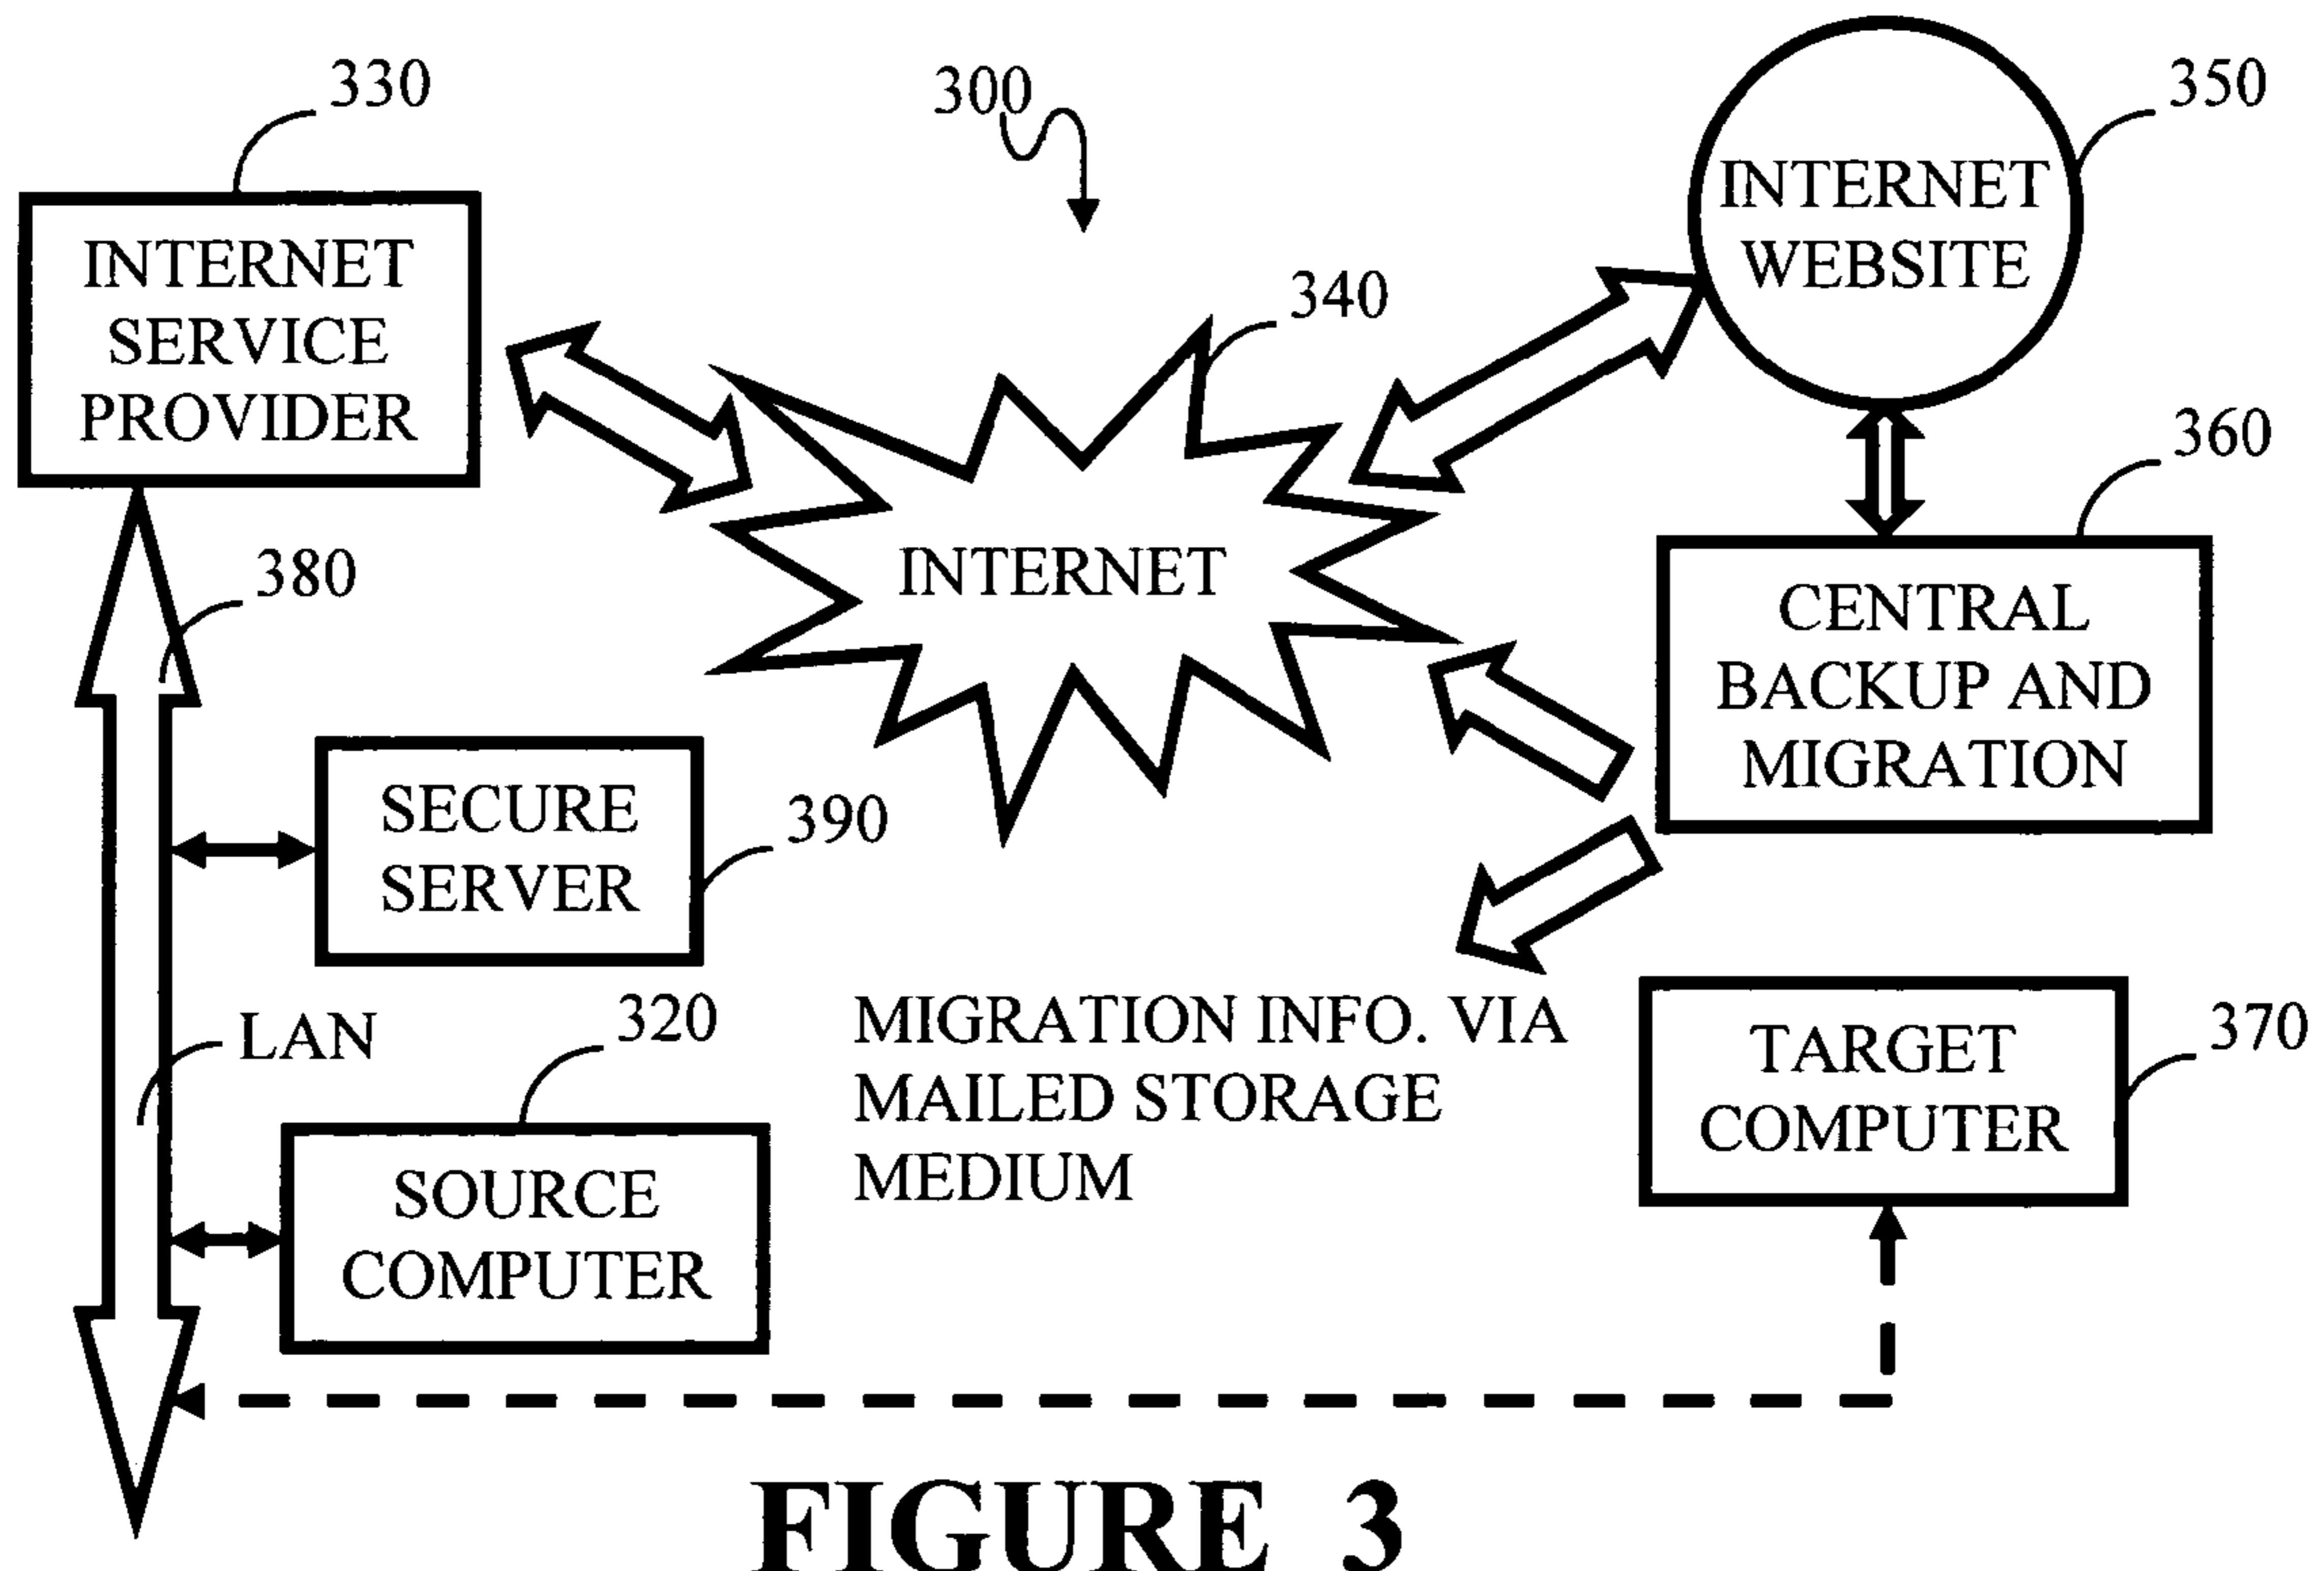 330
300
350
INTERNET
WEBSITE
INTERNET
SERVICE
PROVIDER
340
360
380
INTERNET
CENTRAL
BACKUP AND
MIGRATION
SECURE
SERVER
390
LAN
320
MIGRATION INFO. VIA
MAILED STORAGE
MEDIUM
TARGET
COMPUTER
370
SOURCE
COMPUTER
FIGURE 3